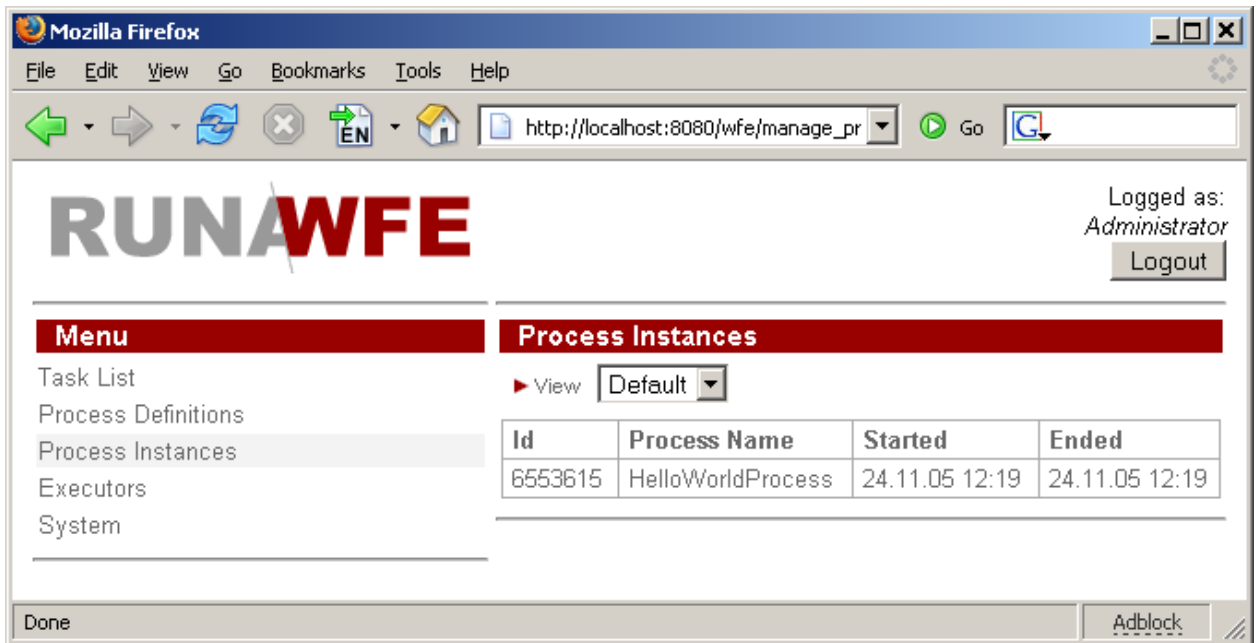 Mozilla Firefox
File Edit View Go Bookmarks Tools Help
EN http://localhost:8080/wfe/manage_pr Go G
RUNAWFE
Logged as:
Administrator
Logout
Menu
Task List
Process Definitions
Process Instances
Executors
System
Process Instances
View Default
Id Process Name Started Ended
6553615 HelloWorldProcess 24.11.05 12:19 24.11.05 12:19
Done Adblock